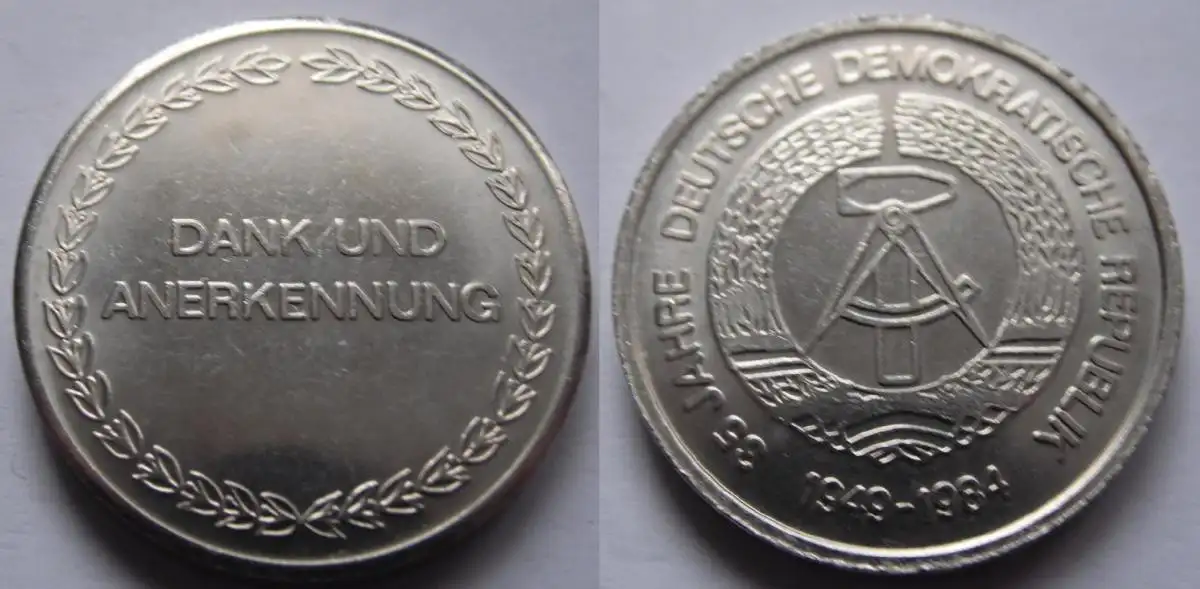 DANK UND
ANERKENNUNG
35 JAHRE DEUTSCHE DEMOKRATISCHE REPUBLIK
1949-1984